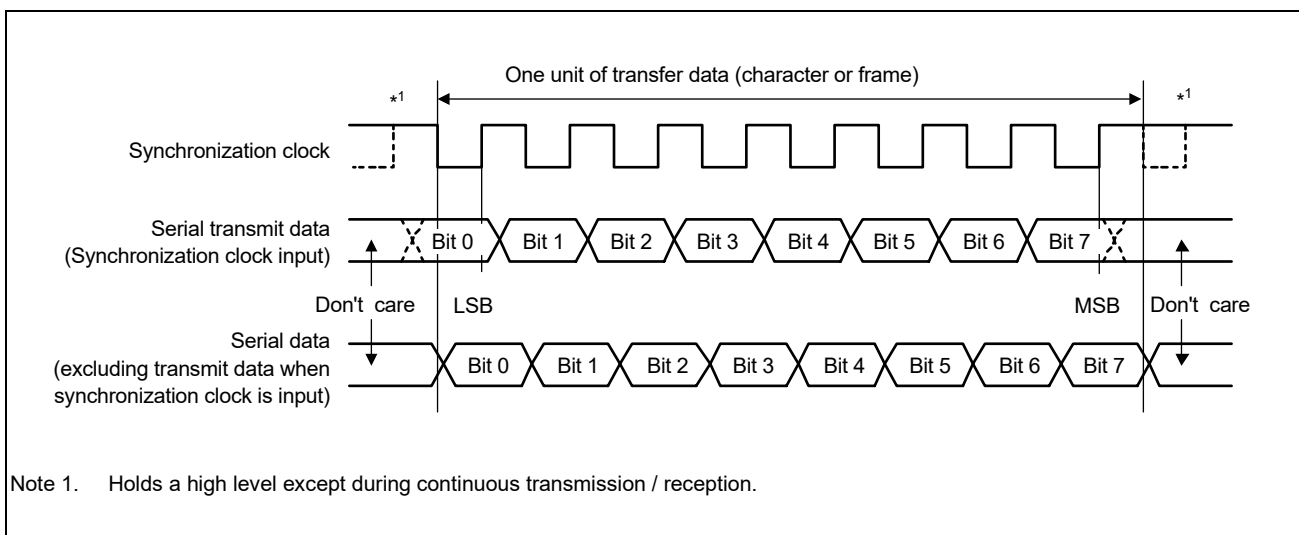 One unit of transfer data (character or frame)
*1
*1
Synchronization clock
Serial transmit data
(Synchronization clock input)
Bit 0 Bit 1 Bit 2 Bit 3 Bit 4 Bit 5 Bit 6 Bit 7
Don't care LSB MSB Don't care
Serial data
(excluding transmit data when
synchronization clock is input)
Bit 0 Bit 1 Bit 2 Bit 3 Bit 4 Bit 5 Bit 6 Bit 7
Note 1. Holds a high level except during continuous transmission / reception.